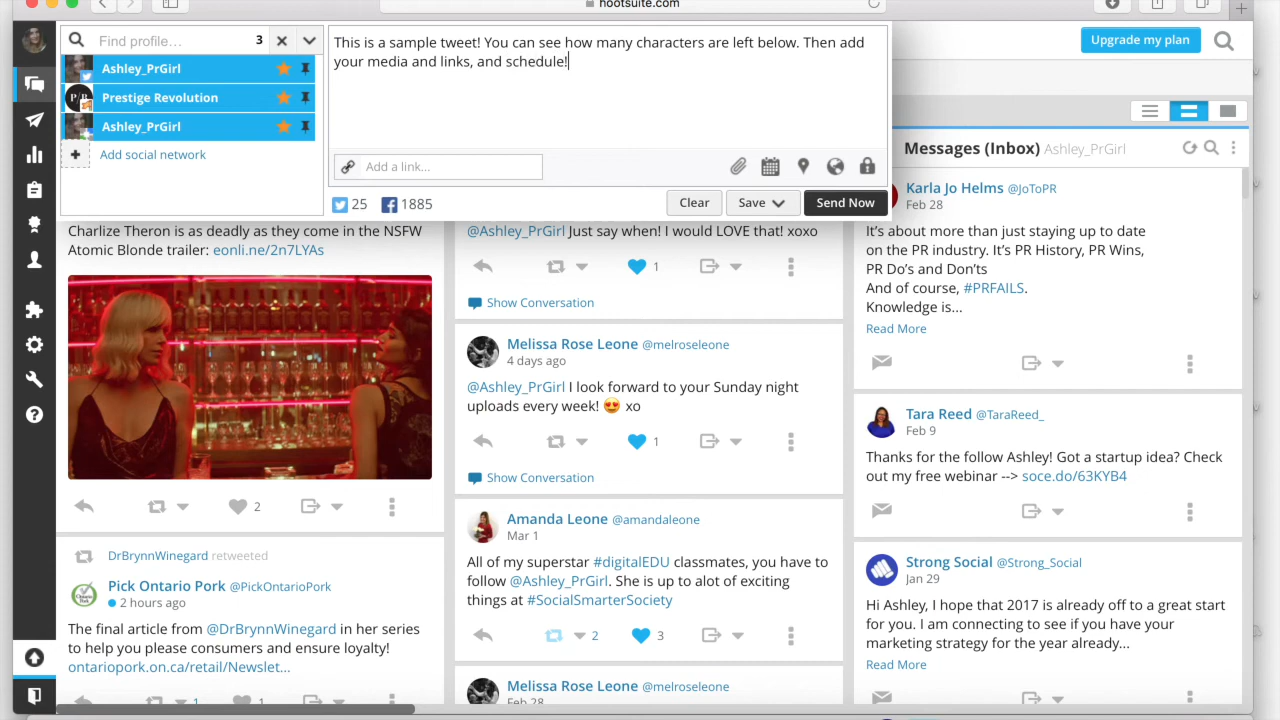 hootsuite.com
Find profile...
3
Ashley_PrGirl
Prestige Revolution
Ashley_PrGirl
Add social network
This is a sample tweet! You can see how many characters are left below. Then add
your media and links, and schedule!
Add a link...
25
1885
Clear
Save
Send Now
Upgrade my plan
Charlize Theron is as deadly as they come in the NSFW
Atomic Blonde trailer: eonli.ne/2n7LYAs
2
DrBrynnWinegard retweeted
Pick Ontario Pork @PickOntarioPork
2 hours ago
The final article from @DrBrynnWinegard in her series
to help you please consumers and ensure loyalty!
ontariopork.on.ca/retail/Newslet...
1
1
@Ashley_PrGirl Just say when! I would LOVE that! xoxo
1
Show Conversation
Melissa Rose Leone @melroseleone
4 days ago
@Ashley_PrGirl I look forward to your Sunday night
uploads every week! 😍 xo
1
Show Conversation
Amanda Leone @amandaleone
Mar 1
All of my superstar #digitalEDU classmates, you have to
follow @Ashley_PrGirl. She is up to alot of exciting
things at #SocialSmarterSociety
2
3
Melissa Rose Leone @melroseleone
Feb 28
Messages (Inbox) Ashley_PrGirl
Karla Jo Helms @JoToPR
Feb 28
It's about more than just staying up to date
on the PR industry. It's PR History, PR Wins,
PR Do's and Don'ts
And of course, #PRFAILS.
Knowledge is...
Read More
Tara Reed @TaraReed_
Feb 9
Thanks for the follow Ashley! Got a startup idea? Check
out my free webinar --> soce.do/63KYB4
Strong Social @Strong_Social
Jan 29
Hi Ashley, I hope that 2017 is already off to a great start
for you. I am connecting to see if you have your
marketing strategy for the year already...
Read More